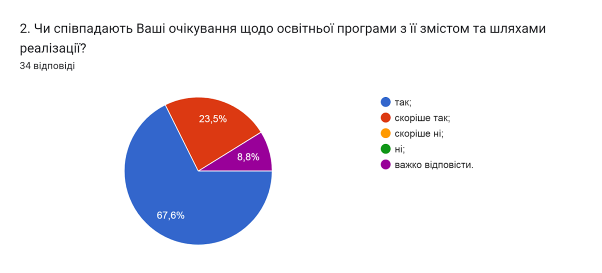 2. Чи співпадають Ваші очікування щодо освітньої програми з її змістом та шляхами
реалізації?
34 відповіді
так;
скоріше так;
скоріше ні;
ні;
важко відповісти.
23,5%
8,8%
67,6%